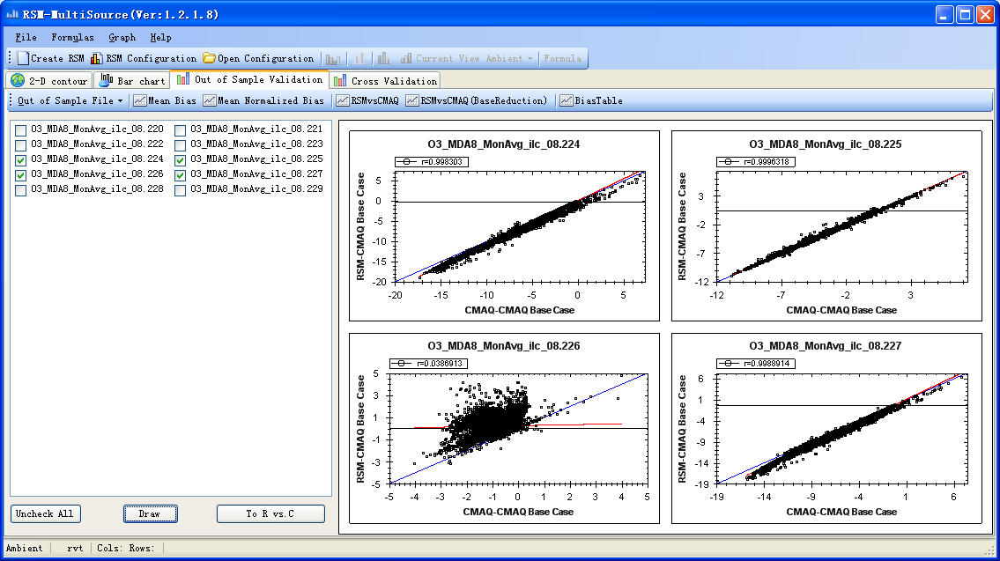 RSM-MultiSource(Ver:1.2.1.8)
File Formulas Graph Help
Create RSM RSM Configuration Open Configuration Current View Ambient Formula
2-D contour Bar chart Out of Sample Validation Cross Validation
Out of Sample File Mean Bias Mean Normalized Bias RSMvsCMAQ RSMvsCMAQ(BaseReduction) BiasTable
O3_MDA8_MonAvg_ilc_08.220 O3_MDA8_MonAvg_ilc_08.221
O3_MDA8_MonAvg_ilc_08.222 O3_MDA8_MonAvg_ilc_08.223
O3_MDA8_MonAvg_ilc_08.224 O3_MDA8_MonAvg_ilc_08.225
O3_MDA8_MonAvg_ilc_08.226 O3_MDA8_MonAvg_ilc_08.227
O3_MDA8_MonAvg_ilc_08.228 O3_MDA8_MonAvg_ilc_08.229
Uncheck All Draw To R vs.C
O3_MDA8_MonAvg_ilc_08.224
r=0.998303
RSM-CMAQ Base Case
5
0
-5
-10
-15
-20
-20 -15 -10 -5 0 5
CMAQ-CMAQ Base Case
O3_MDA8_MonAvg_ilc_08.225
r=0.9996318
RSM-CMAQ Base Case
3
-2
-7
-12
-12 -7 -2 3
CMAQ-CMAQ Base Case
O3_MDA8_MonAvg_ilc_08.226
r=0.0386913
RSM-CMAQ Base Case
5
3
1
-1
-3
-5
-5 -4 -3 -2 -1 0 1 2 3 4 5
CMAQ-CMAQ Base Case
O3_MDA8_MonAvg_ilc_08.227
r=0.9988914
RSM-CMAQ Base Case
6
1
-4
-9
-14
-19
-19 -14 -9 -4 1 6
CMAQ-CMAQ Base Case
Ambient rvt Cols: Rows: